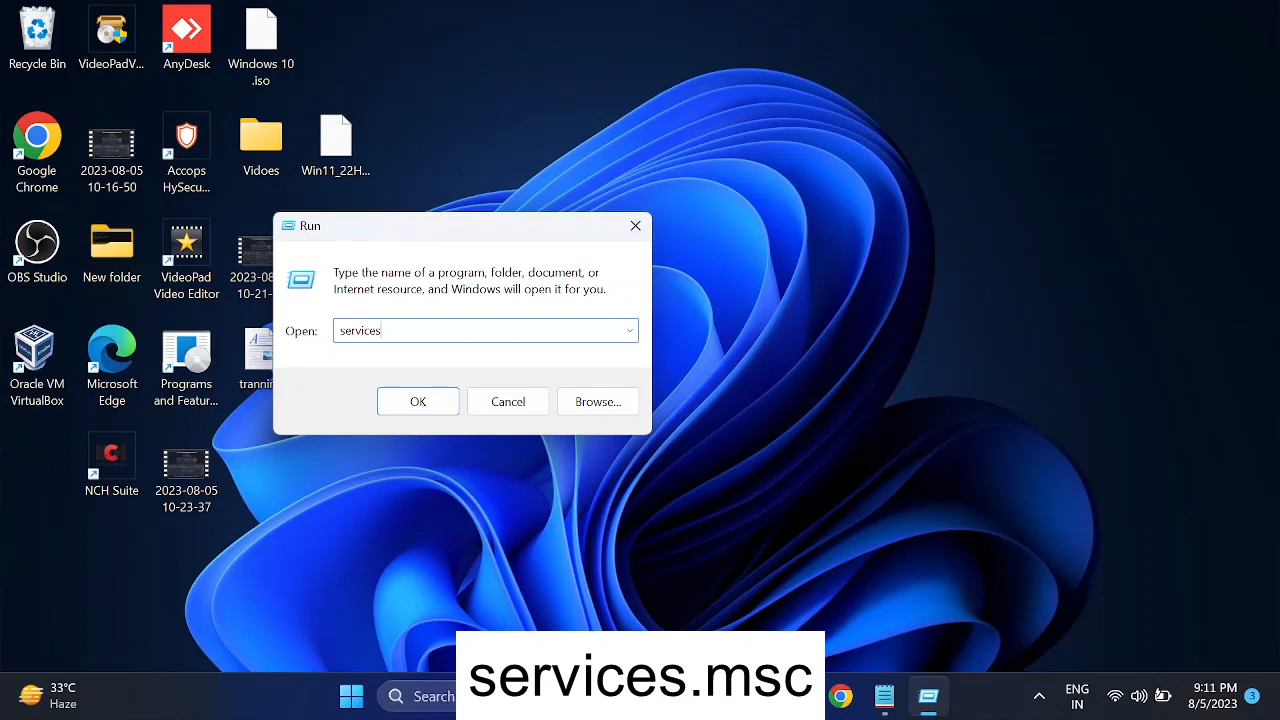 Recycle Bin
VideoPadV...
AnyDesk
Windows 10
.iso
Google
Chrome
2023-08-05
10-16-50
Accops
HySecu...
Vidoes
Win11_22H...
OBS Studio
New folder
VideoPad
Video Editor
2023-08
10-21-
Oracle VM
VirtualBox
Microsoft
Edge
Programs
and Featur...
trannin
NCH Suite
2023-08-05
10-23-37
Run
Type the name of a program, folder, document, or
Internet resource, and Windows will open it for you.
Open:
services
OK
Cancel
Browse...
services.msc
33°C
Haze
Search
ENG
IN
9:11 PM
8/5/2023
3